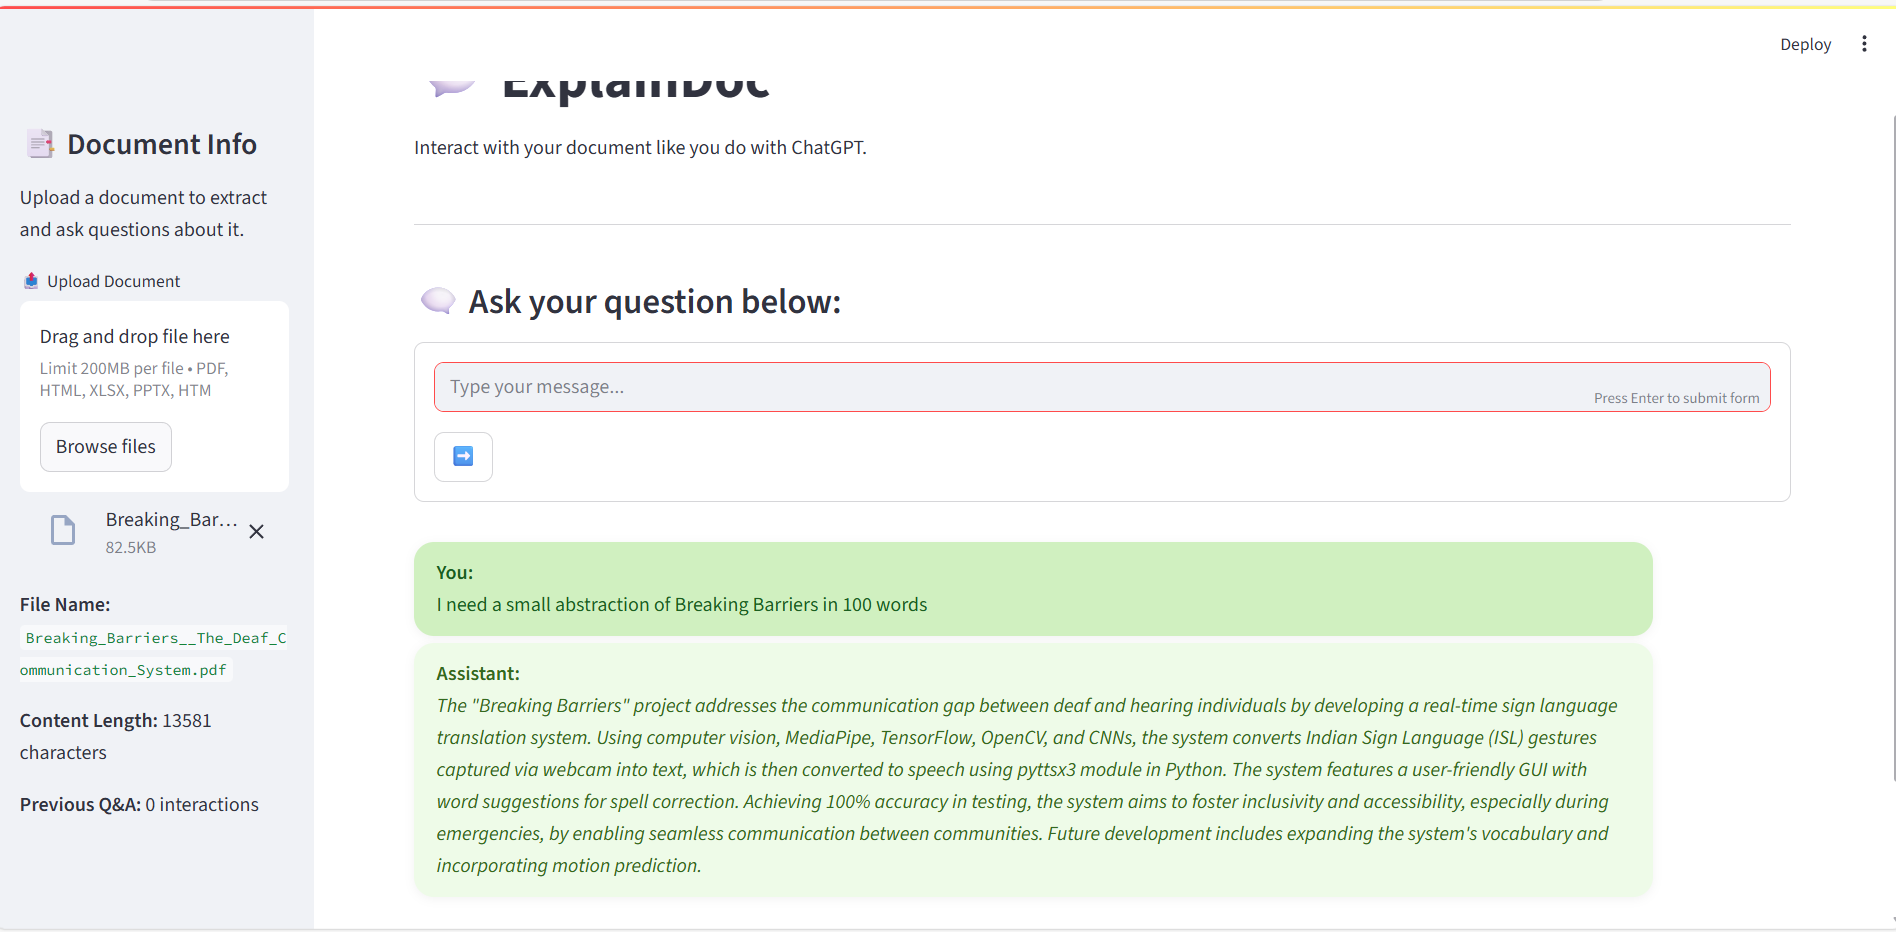 Deploy
ExplainDoc
Interact with your document like you do with ChatGPT.
Document Info
Upload a document to extract
and ask questions about it.
Upload Document
Drag and drop file here
Limit 200MB per file • PDF,
HTML, XLSX, PPTX, HTM
Browse files
Breaking_Bar...
82.5KB
File Name:
Breaking_Barriers__The_Deaf_C
ommunication_System.pdf
Content Length: 13581
characters
Previous Q&A: 0 interactions
Ask your question below:
Type your message...
Press Enter to submit form
You:
I need a small abstraction of Breaking Barriers in 100 words
Assistant:
The "Breaking Barriers" project addresses the communication gap between deaf and hearing individuals by developing a real-time sign language
translation system. Using computer vision, MediaPipe, TensorFlow, OpenCV, and CNNs, the system converts Indian Sign Language (ISL) gestures
captured via webcam into text, which is then converted to speech using pyttsx3 module in Python. The system features a user-friendly GUI with
word suggestions for spell correction. Achieving 100% accuracy in testing, the system aims to foster inclusivity and accessibility, especially during
emergencies, by enabling seamless communication between communities. Future development includes expanding the system's vocabulary and
incorporating motion prediction.